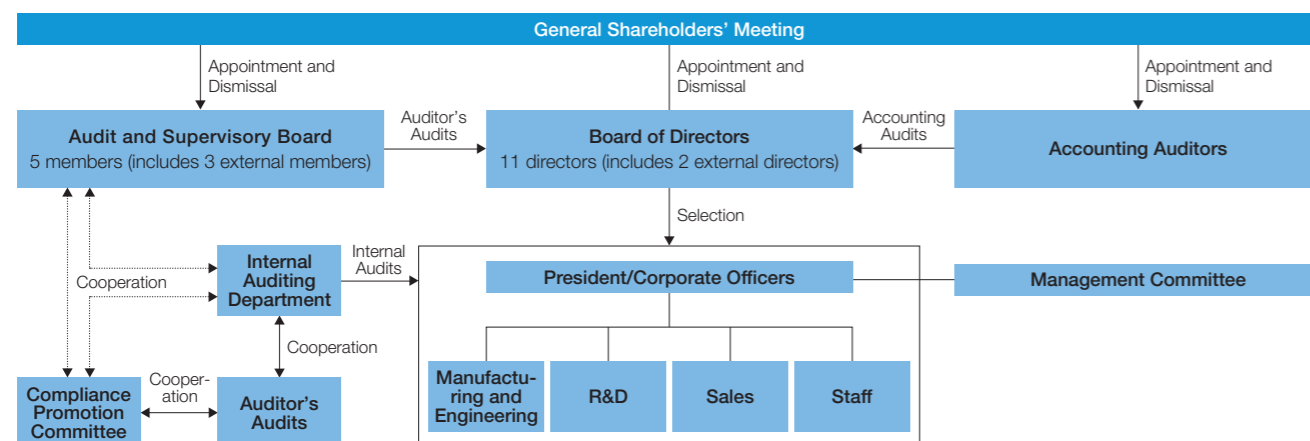 General Shareholders' Meeting
Appointment and
Dismissal
Appointment and
Dismissal
Appointment and
Dismissal
Audit and Supervisory Board
5 members (includes 3 external members)
Auditor's
Audits
Board of Directors
11 directors (includes 2 external directors)
Accounting
Audits
Accounting Auditors
Selection
Cooperation
Internal
Auditing
Department
Internal
Audits
President/Corporate Officers
Management Committee
Cooperation
Compliance
Promotion
Committee
Cooper-
ation
Auditor's
Audits
Manufactu-
ring and
Engineering
R&D
Sales
Staff